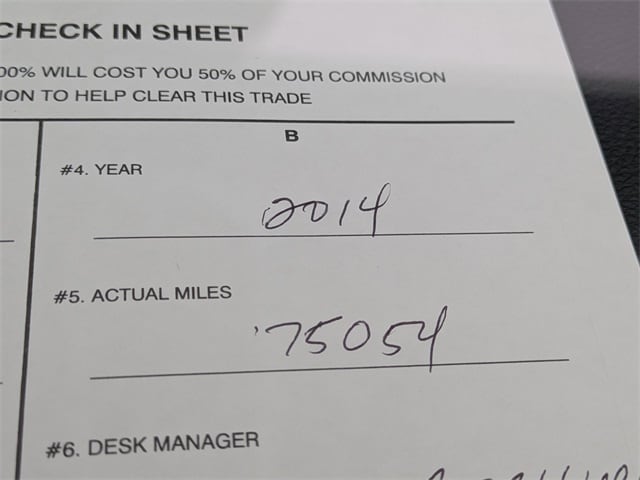 CHECK IN SHEET
00% WILL COST YOU 50% OF YOUR COMMISSION
ION TO HELP CLEAR THIS TRADE
B
#4. YEAR
2014
#5. ACTUAL MILES
75054
#6. DESK MANAGER